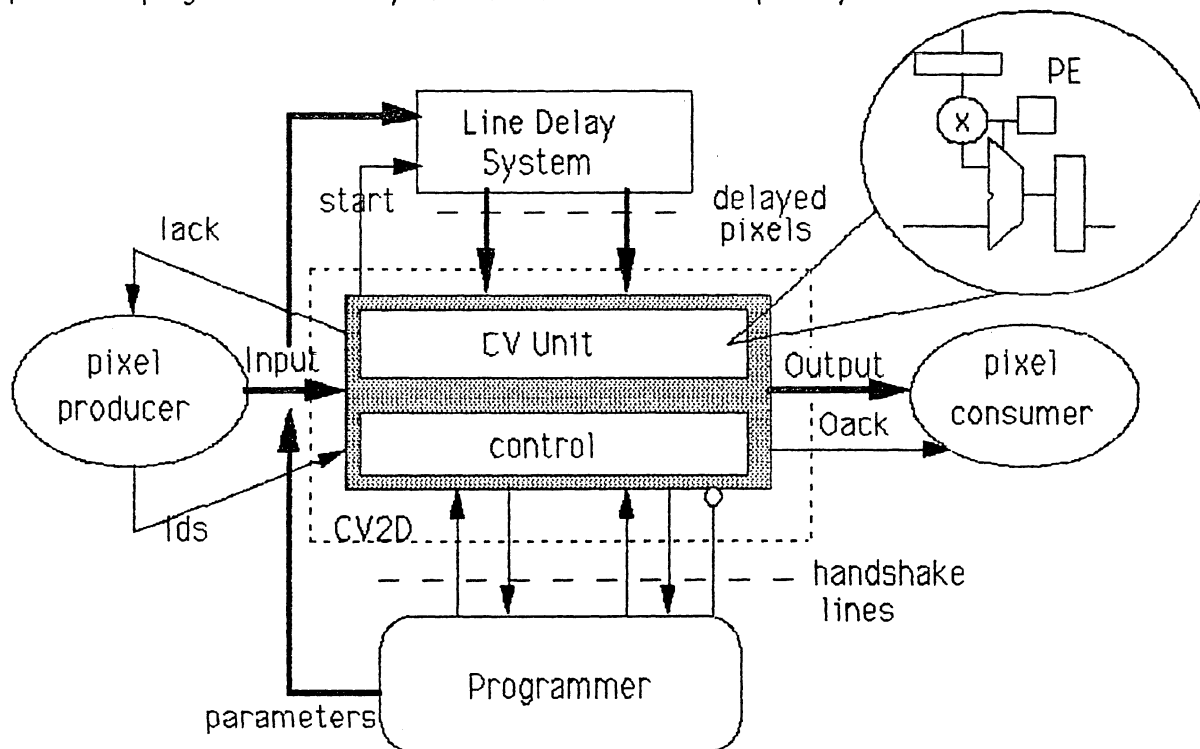 PE
X
Line Delay
System
start
delayed
pixels
Iack
CV Unit
pixel
producer
Input
Output
pixel
consumer
control
Oack
Ids
CV2D
handshake
lines
Programmer
parameters